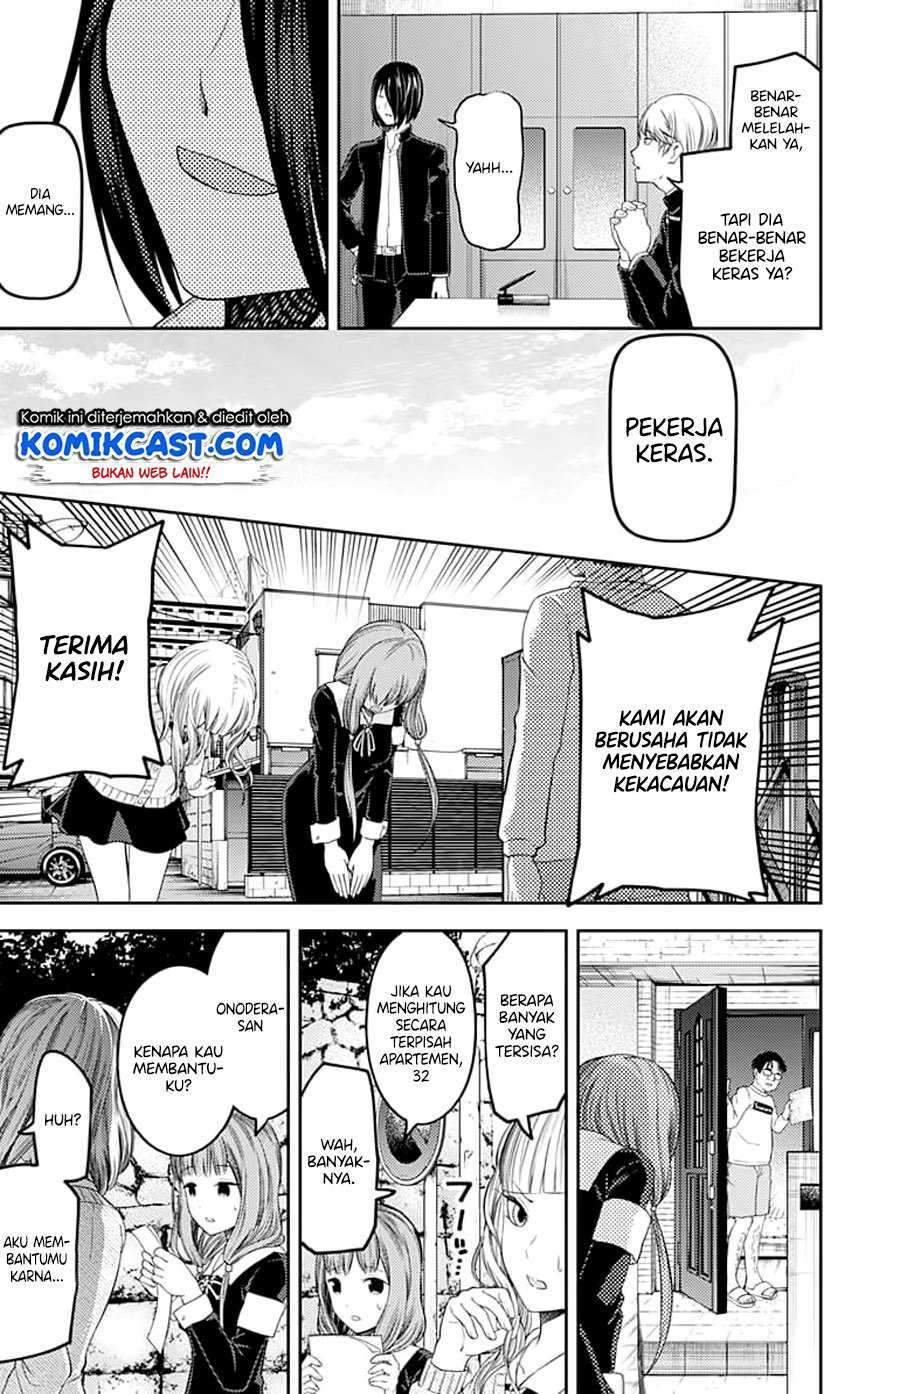 BENAR-
BENAR
MELELAH-
KAN YA,
TAPI DIA
BENAR-BENAR
BEKERJA
KERAS YA?
YAHH...
DIA
MEMANG...
PEKERJA
KERAS.
Komik ini diterjemahkan & diedit oleh
KOMIKCAST.COM
BUKAN WEB LAIN!!
KAMI AKAN
BERUSAHA TIDAK
MENYEBABKAN
KEKACAUAN!
TERIMA
KASIH!
BERAPA
BANYAK
YANG
TERSISA?
JIKA KAU
MENGHITUNG
SECARA
TERPISAH
APARTEMEN,
32
WAH,
BANYAK-
NYA.
フーッ
ONODERA-
SAN
KENAPA KAU
MEMBANTU-
KU?
HUH?
AKU MEM-
BANTUMU
KARNA...